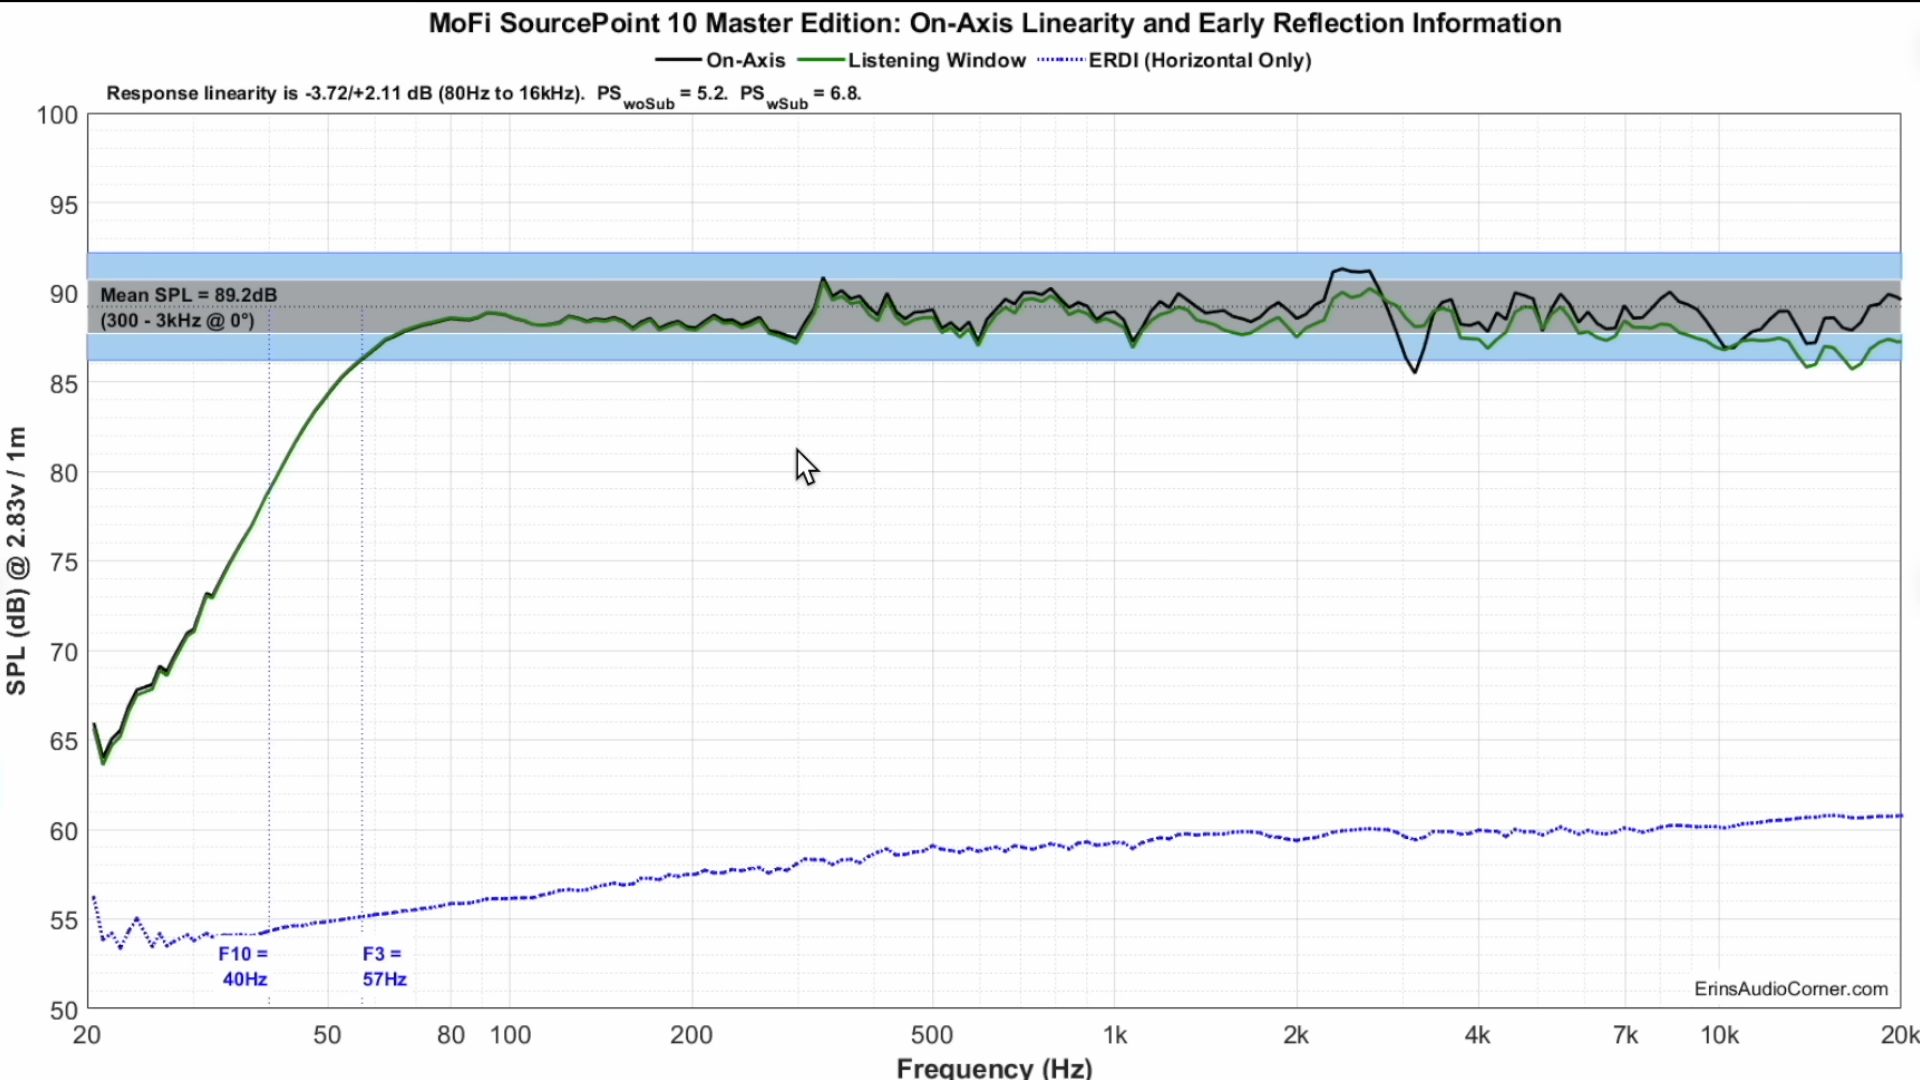 MoFi SourcePoint 10 Master Edition: On-Axis Linearity and Early Reflection Information
On-Axis Listening Window ERDI (Horizontal Only)
Response linearity is -3.72/+2.11 dB (80Hz to 16kHz). PS woSub = 5.2. PS wSub = 6.8.
100
95
90
85
80
75
70
65
60
55
50
SPL (dB) @ 2.83v / 1m
Mean SPL = 89.2dB
(300 - 3kHz @ 0°)
F10 =
40Hz
F3 =
57Hz
ErinsAudioCorner.com
20 50 80 100 200 500 1k 2k 4k 7k 10k 20k
Frequency (Hz)